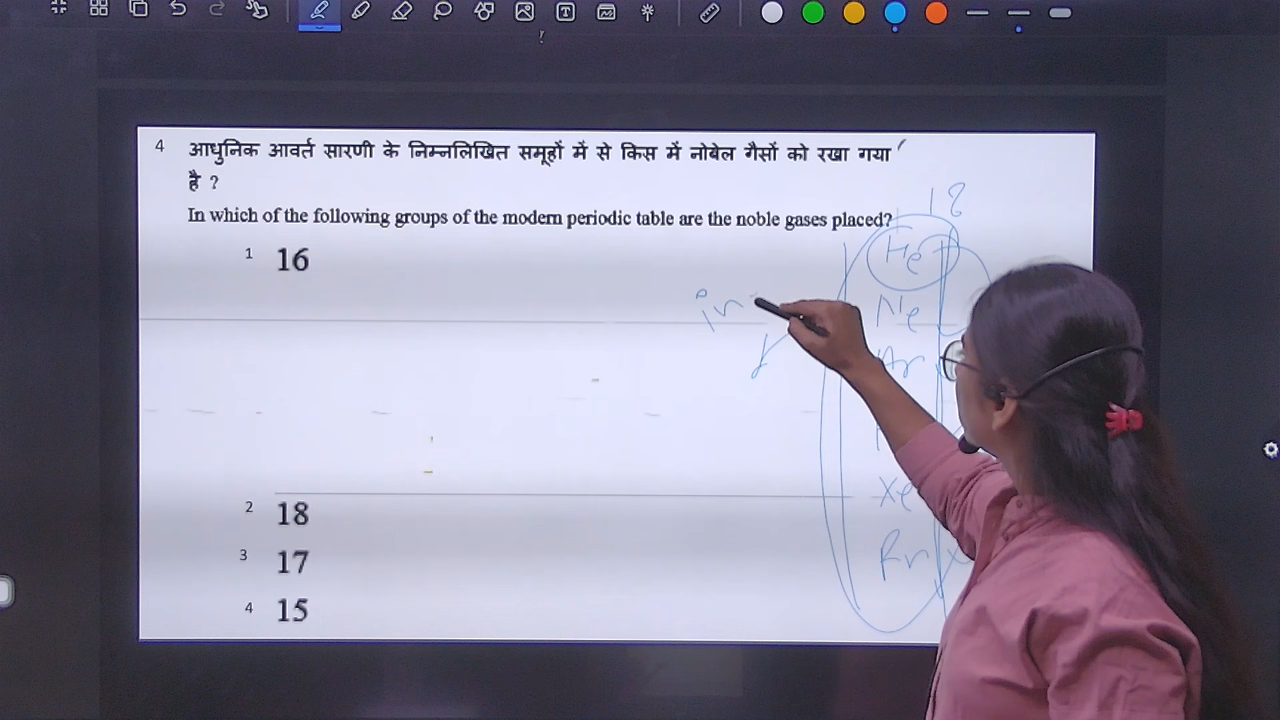 4 आधुनिक आवर्त सारणी के निम्नलिखित समूहों में से किस में नोबेल गैसों को रखा गया
है ?
In which of the following groups of the modern periodic table are the noble gases placed?
1 16
2 18
3 17
4 15
18
He
Ne
Ar
Xe
Rn
in